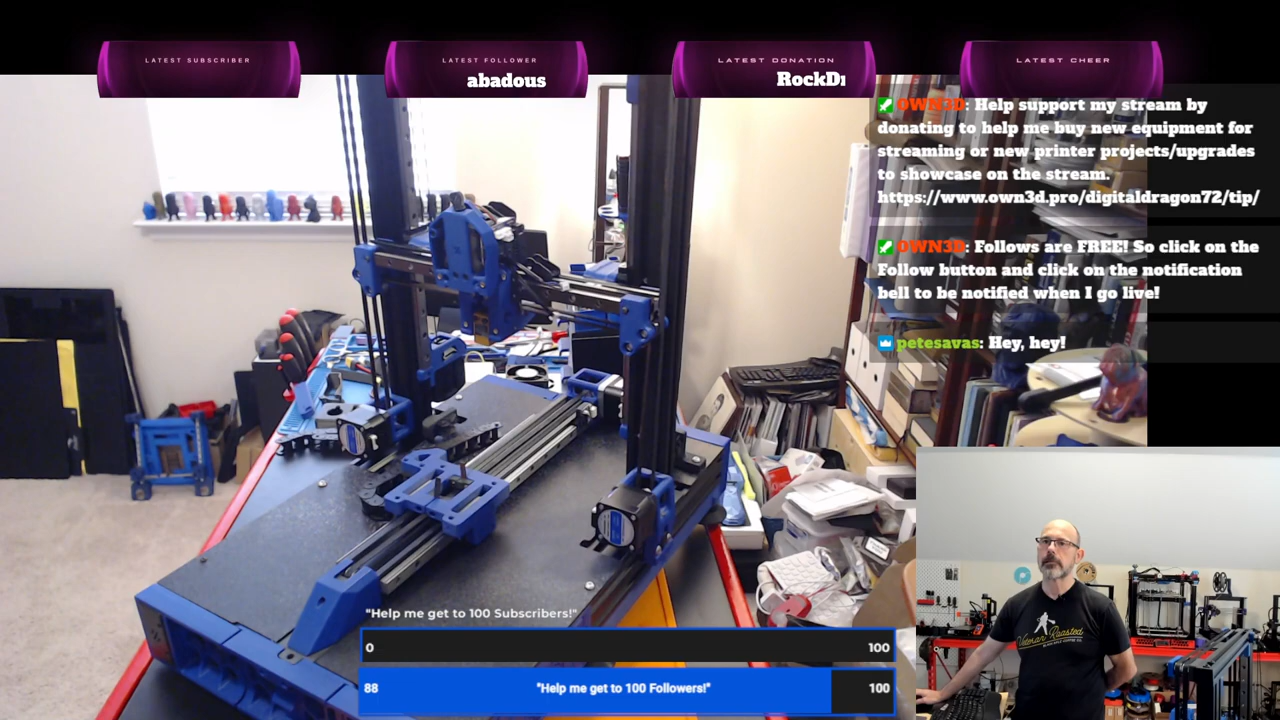 LATEST SUBSCRIBER
LATEST FOLLOWER
abadous
LATEST DONATION
RockD
LATEST CHEER
OWN3D: Help support my stream by
donating to help me buy new equipment for
streaming or new printer projects/upgrades
to showcase on the stream.
https://www.own3d.pro/digitaldragon72/tip/
OWN3D: Follows are FREE! So click on the
Follow button and click on the notification
bell to be notified when I go live!
petesavas: Hey, hey!
"Help me get to 100 Subscribers!"
0 100
88 "Help me get to 100 Followers!" 100
Veteran Roasted